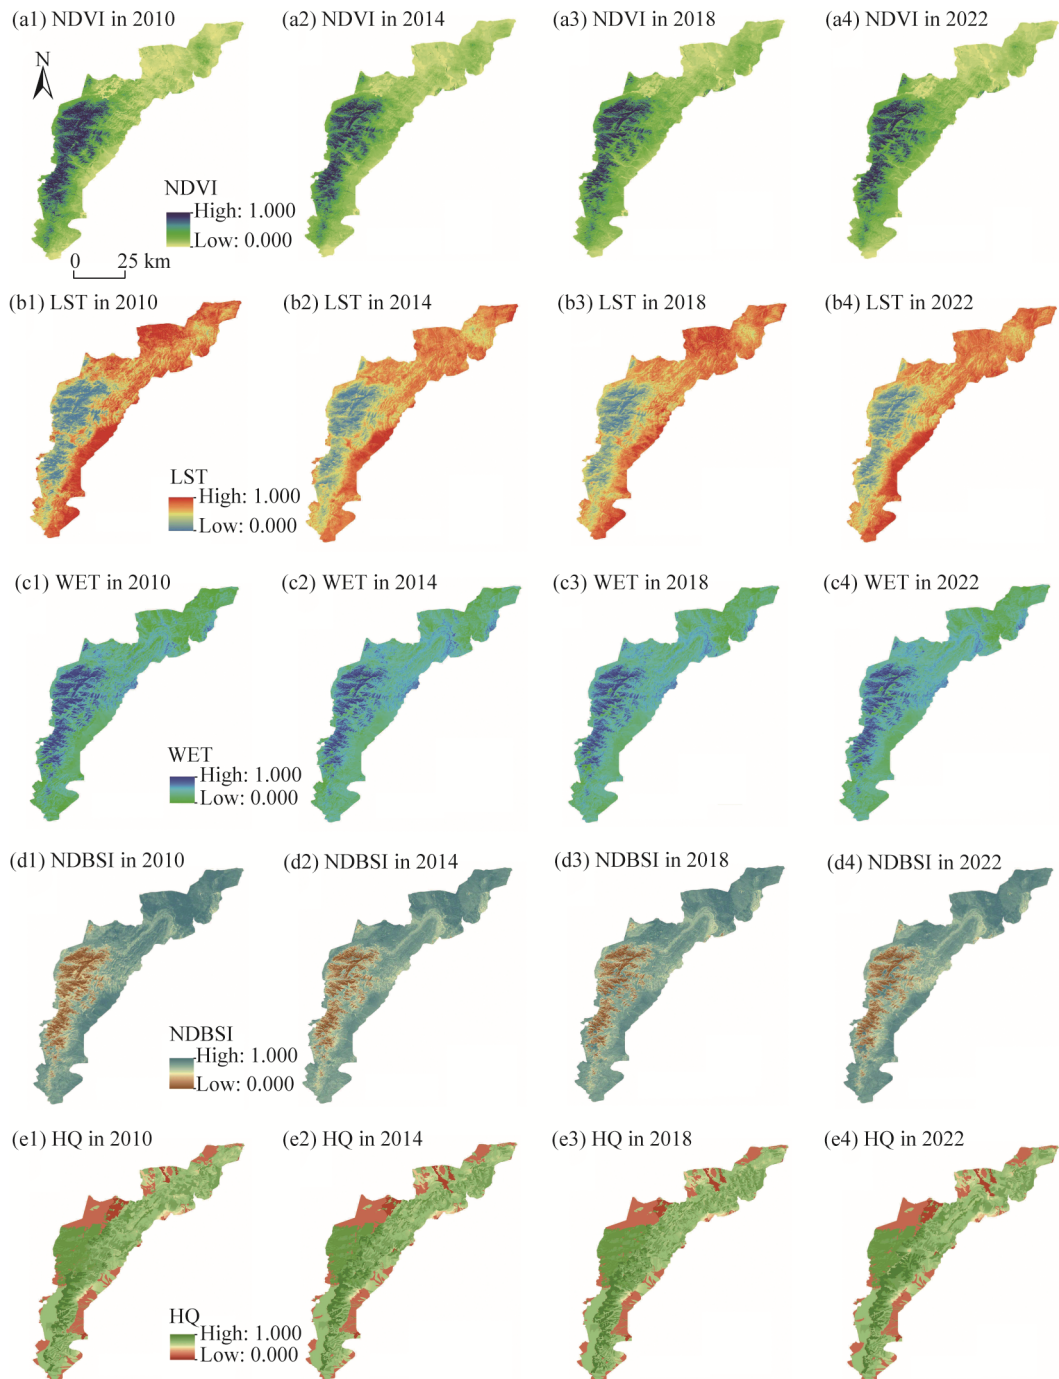 (a1) NDVI in 2010
(a2) NDVI in 2014
(a3) NDVI in 2018
(a4) NDVI in 2022
N
NDVI
High: 1.000
Low: 0.000
0 25 km
(b1) LST in 2010
(b2) LST in 2014
(b3) LST in 2018
(b4) LST in 2022
LST
High: 1.000
Low: 0.000
(c1) WET in 2010
(c2) WET in 2014
(c3) WET in 2018
(c4) WET in 2022
WET
High: 1.000
Low: 0.000
(d1) NDBSI in 2010
(d2) NDBSI in 2014
(d3) NDBSI in 2018
(d4) NDBSI in 2022
NDBSI
High: 1.000
Low: 0.000
(e1) HQ in 2010
(e2) HQ in 2014
(e3) HQ in 2018
(e4) HQ in 2022
HQ
High: 1.000
Low: 0.000